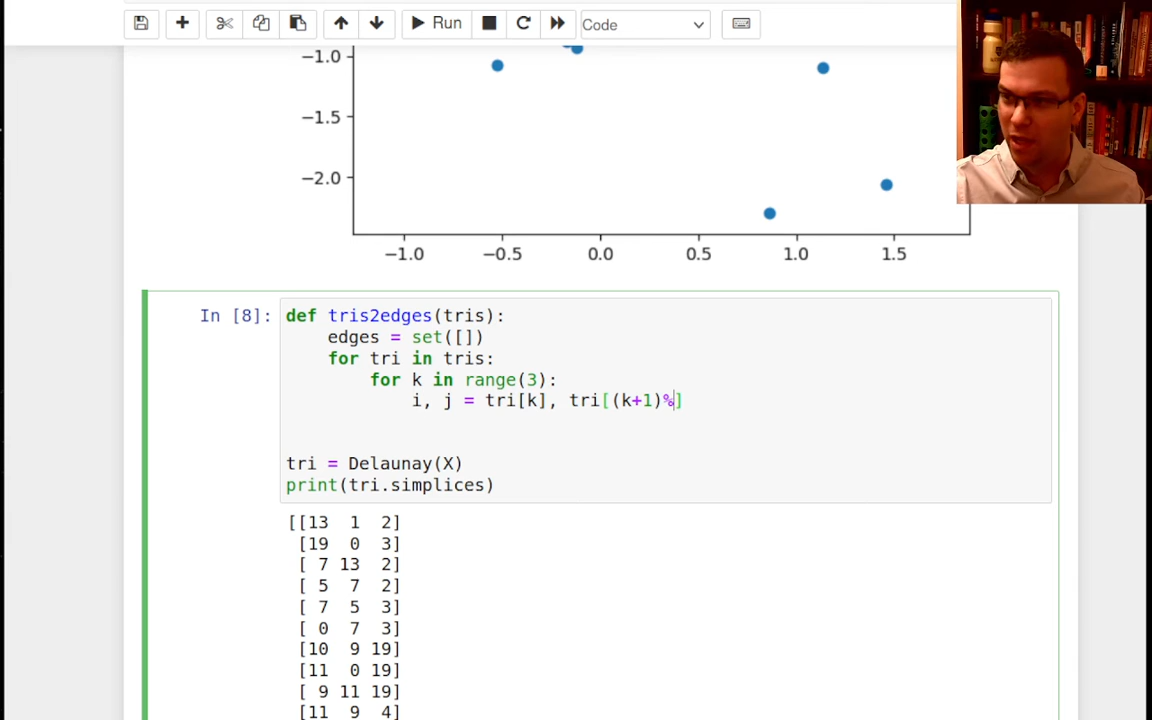 Run
Code
−1.0
−1.5
−2.0
−1.0 −0.5 0.0 0.5 1.0 1.5
In [8]: def tris2edges(tris):
edges = set([])
for tri in tris:
for k in range(3):
i, j = tri[k], tri[(k+1)%]
tri = Delaunay(X)
print(tri.simplices)
[[13 1 2]
[19 0 3]
[ 7 13 2]
[ 5 7 2]
[ 7 5 3]
[ 0 7 3]
[10 9 19]
[11 0 19]
[ 9 11 19]
[11 9 4]